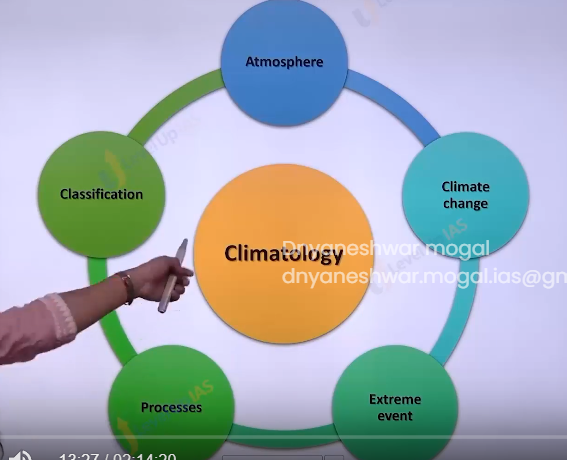 Atmosphere
Classification
Climate
change
Climatology
Dnyaneshwar.mogal
dnyaneshwar.mogal.ias@gm
Processes
Extreme
event
13:27 / 02:14:20